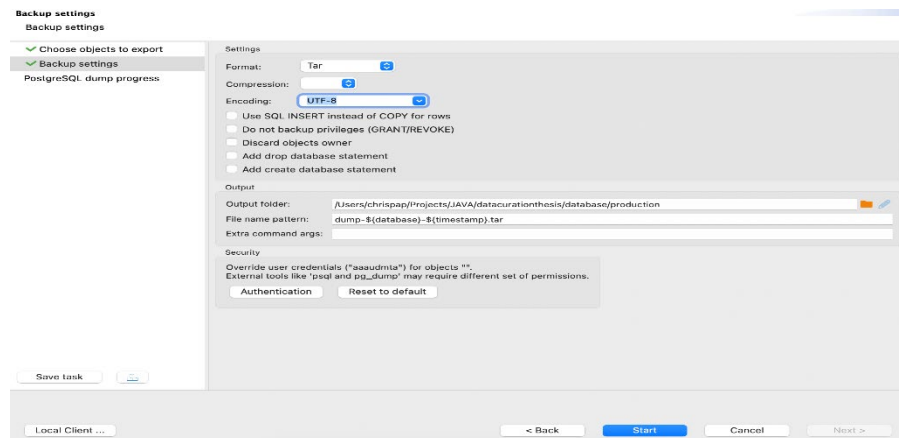 Backup settings
Backup settings
Choose objects to export
Backup settings
PostgreSQL dump progress
Settings
Format: Tar
Compression:
Encoding: UTF-8
Use SQL INSERT instead of COPY for rows
Do not backup privileges (GRANT/REVOKE)
Discard objects owner
Add drop database statement
Add create database statement
Output
Output folder: /Users/chrispap/Projects/JAVA/datacurationthesis/database/production
File name pattern: dump-${database}-${timestamp}.tar
Extra command args:
Security
Override user credentials ("aaaudmta") for objects "".
External tools like 'psql and pg_dump' may require different set of permissions.
Authentication Reset to default
Save task
Local Client ... < Back Start Cancel Next >